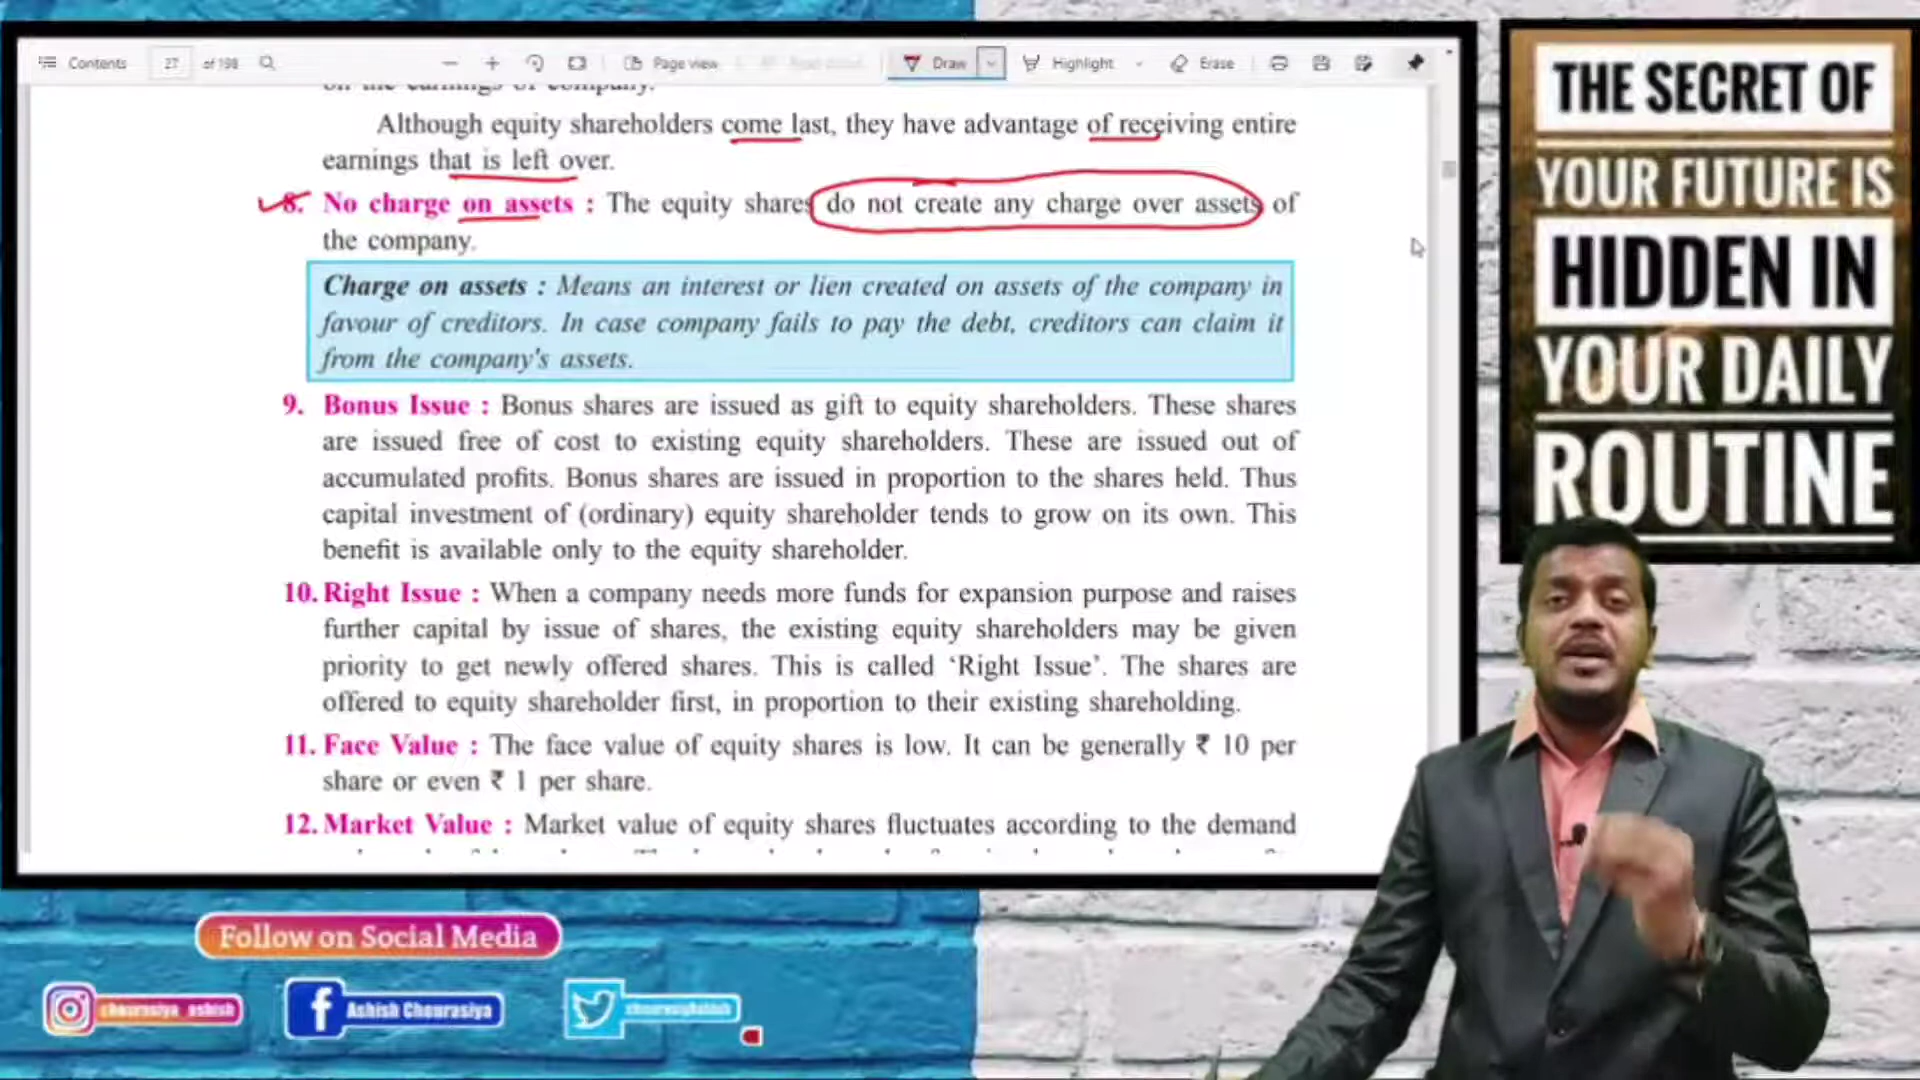 Contents 27 of 198 Page view Draw Highlight Erase
on the earnings of company.
Although equity shareholders come last, they have advantage of receiving entire
earnings that is left over.
8. No charge on assets : The equity shares do not create any charge over assets of
the company.
Charge on assets : Means an interest or lien created on assets of the company in
favour of creditors. In case company fails to pay the debt, creditors can claim it
from the company's assets.
9. Bonus Issue : Bonus shares are issued as gift to equity shareholders. These shares
are issued free of cost to existing equity shareholders. These are issued out of
accumulated profits. Bonus shares are issued in proportion to the shares held. Thus
capital investment of (ordinary) equity shareholder tends to grow on its own. This
benefit is available only to the equity shareholder.
10. Right Issue : When a company needs more funds for expansion purpose and raises
further capital by issue of shares, the existing equity shareholders may be given
priority to get newly offered shares. This is called ‘Right Issue’. The shares are
offered to equity shareholder first, in proportion to their existing shareholding.
11. Face Value : The face value of equity shares is low. It can be generally ₹ 10 per
share or even ₹ 1 per share.
12. Market Value : Market value of equity shares fluctuates according to the demand
THE SECRET OF
YOUR FUTURE IS
HIDDEN IN
YOUR DAILY
ROUTINE
Follow on Social Media
chourasiya_ashish
Ashish Chourasiya